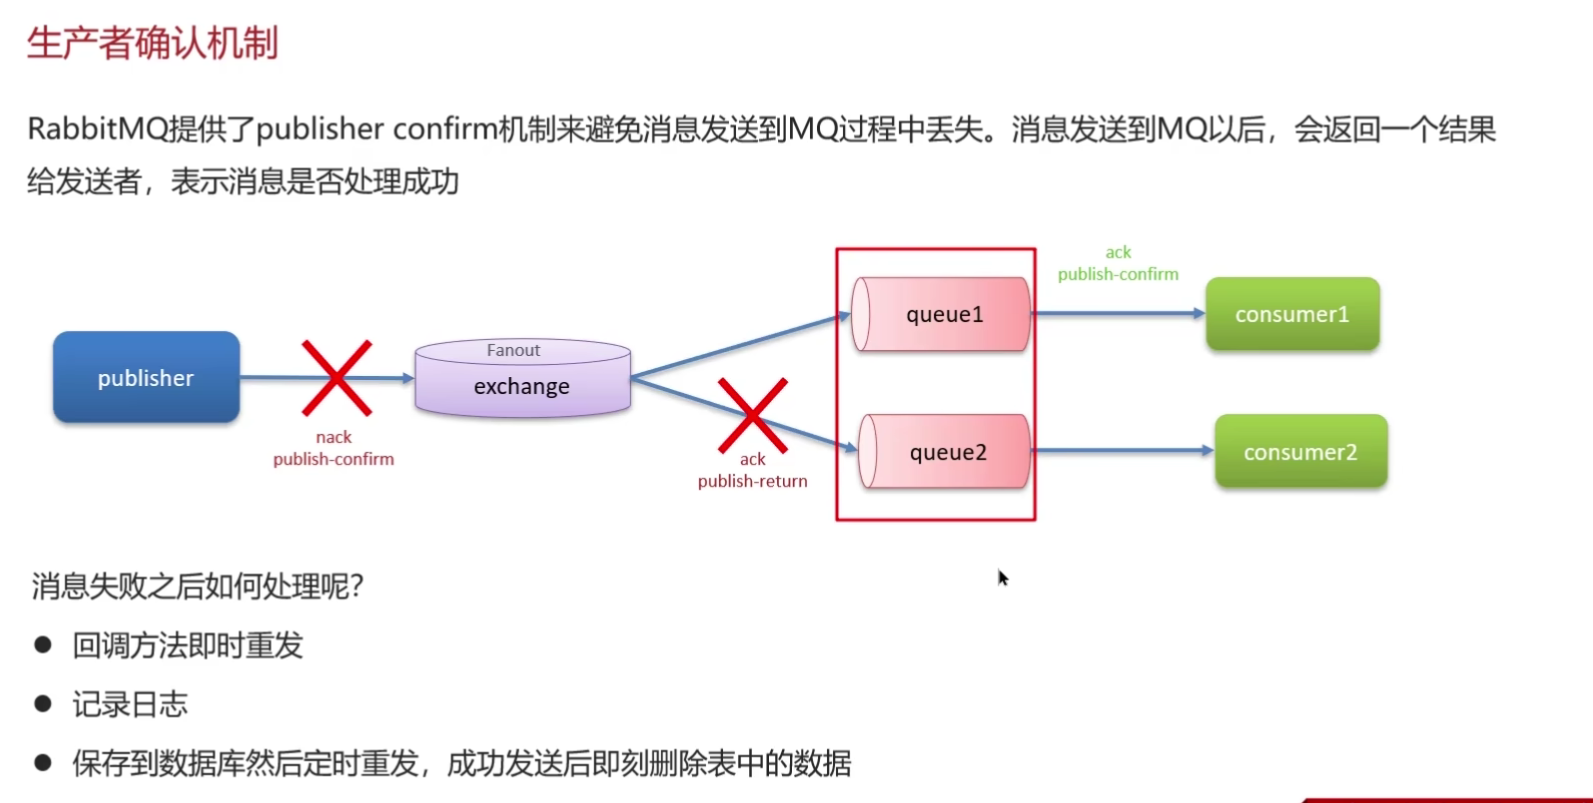 生产者确认机制
RabbitMQ提供了publisher confirm机制来避免消息发送到MQ过程中丢失。消息发送到MQ以后，会返回一个结果
给发送者，表示消息是否处理成功
ack
publish-confirm
queue1
consumer1
publisher
Fanout
exchange
nack
publish-confirm
ack
publish-return
queue2
consumer2
消息失败之后如何处理呢？
● 回调方法即时重发
● 记录日志
● 保存到数据库然后定时重发，成功发送后即刻删除表中的数据